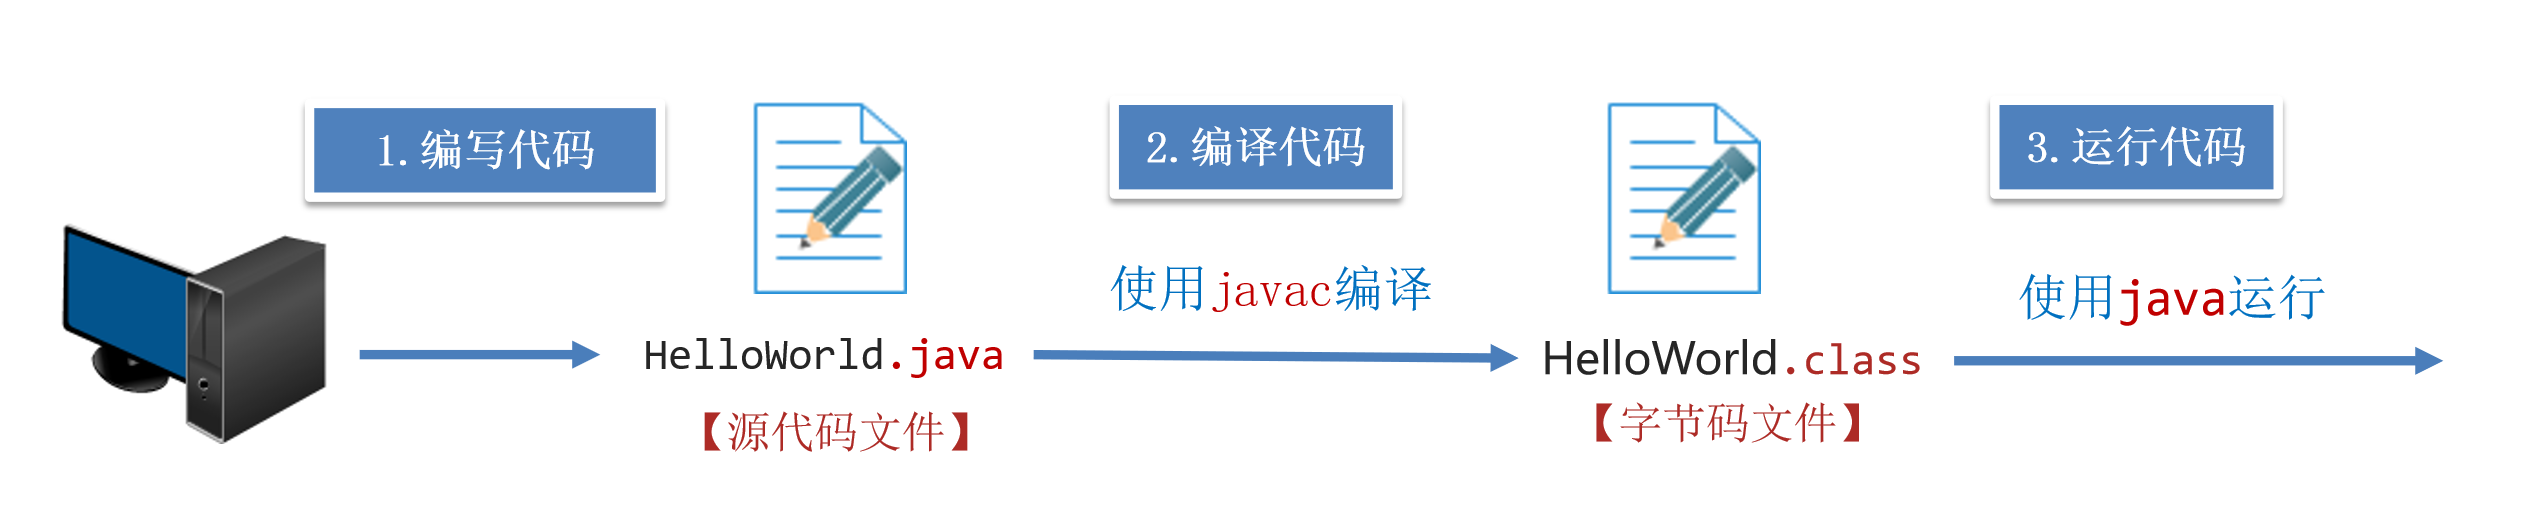 1.编写代码
2.编译代码
3.运行代码
使用javac编译
使用java运行
HelloWorld.java
HelloWorld.class
【源代码文件】
【字节码文件】